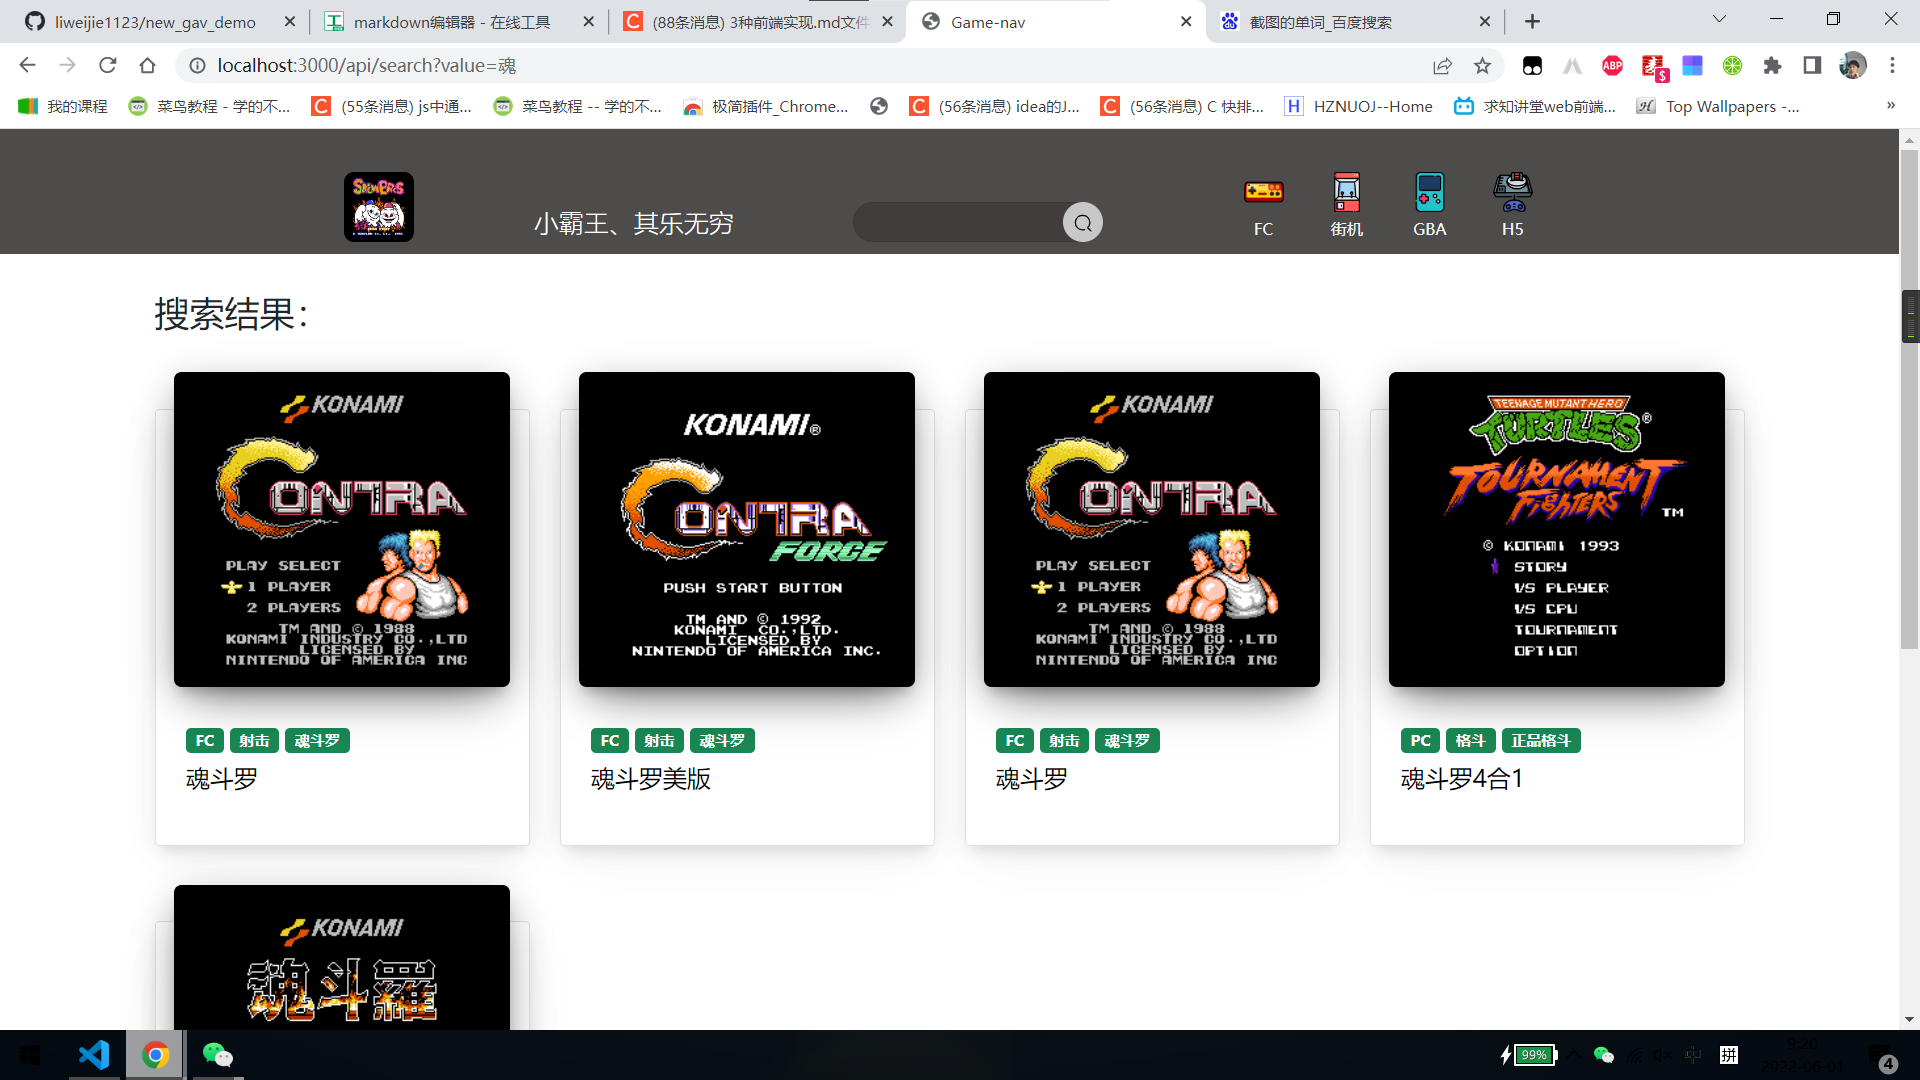 liweijie1123/new_gav_demo
markdown编辑器 - 在线工具
(88条消息) 3种前端实现.md文件
Game-nav
截图的单词_百度搜索
localhost:3000/api/search?value=魂
我的课程
菜鸟教程 - 学的不...
(55条消息) js中通...
菜鸟教程 -- 学的不...
极简插件_Chrome...
(56条消息) idea的J...
(56条消息) C 快排...
HZNUOJ--Home
求知讲堂web前端...
Top Wallpapers -...
小霸王、其乐无穷
FC
街机
GBA
H5
搜索结果：
KONAMI
CONTRA
PLAY SELECT
1 PLAYER
2 PLAYERS
TM AND © 1988
KONAMI INDUSTRY CO.,LTD
LICENSED BY
NINTENDO OF AMERICA INC
FC 射击 魂斗罗
魂斗罗
KONAMI®
CONTRA
FORCE
PUSH START BUTTON
TM AND © 1992
KONAMI CO.,LTD.
LICENSED BY
NINTENDO OF AMERICA INC.
FC 射击 魂斗罗
魂斗罗美版
KONAMI
CONTRA
PLAY SELECT
1 PLAYER
2 PLAYERS
TM AND © 1988
KONAMI INDUSTRY CO.,LTD
LICENSED BY
NINTENDO OF AMERICA INC
FC 射击 魂斗罗
魂斗罗
TEENAGE MUTANT HERO
TURTLES®
TOURNAMENT
FIGHTERS TM
© KONAMI 1993
STORY
VS PLAYER
VS CPU
TOURNAMENT
OPTION
PC 格斗 正品格斗
魂斗罗4合1
KONAMI
魂斗羅
99%
中
拼
9:20
2022-06-01
4